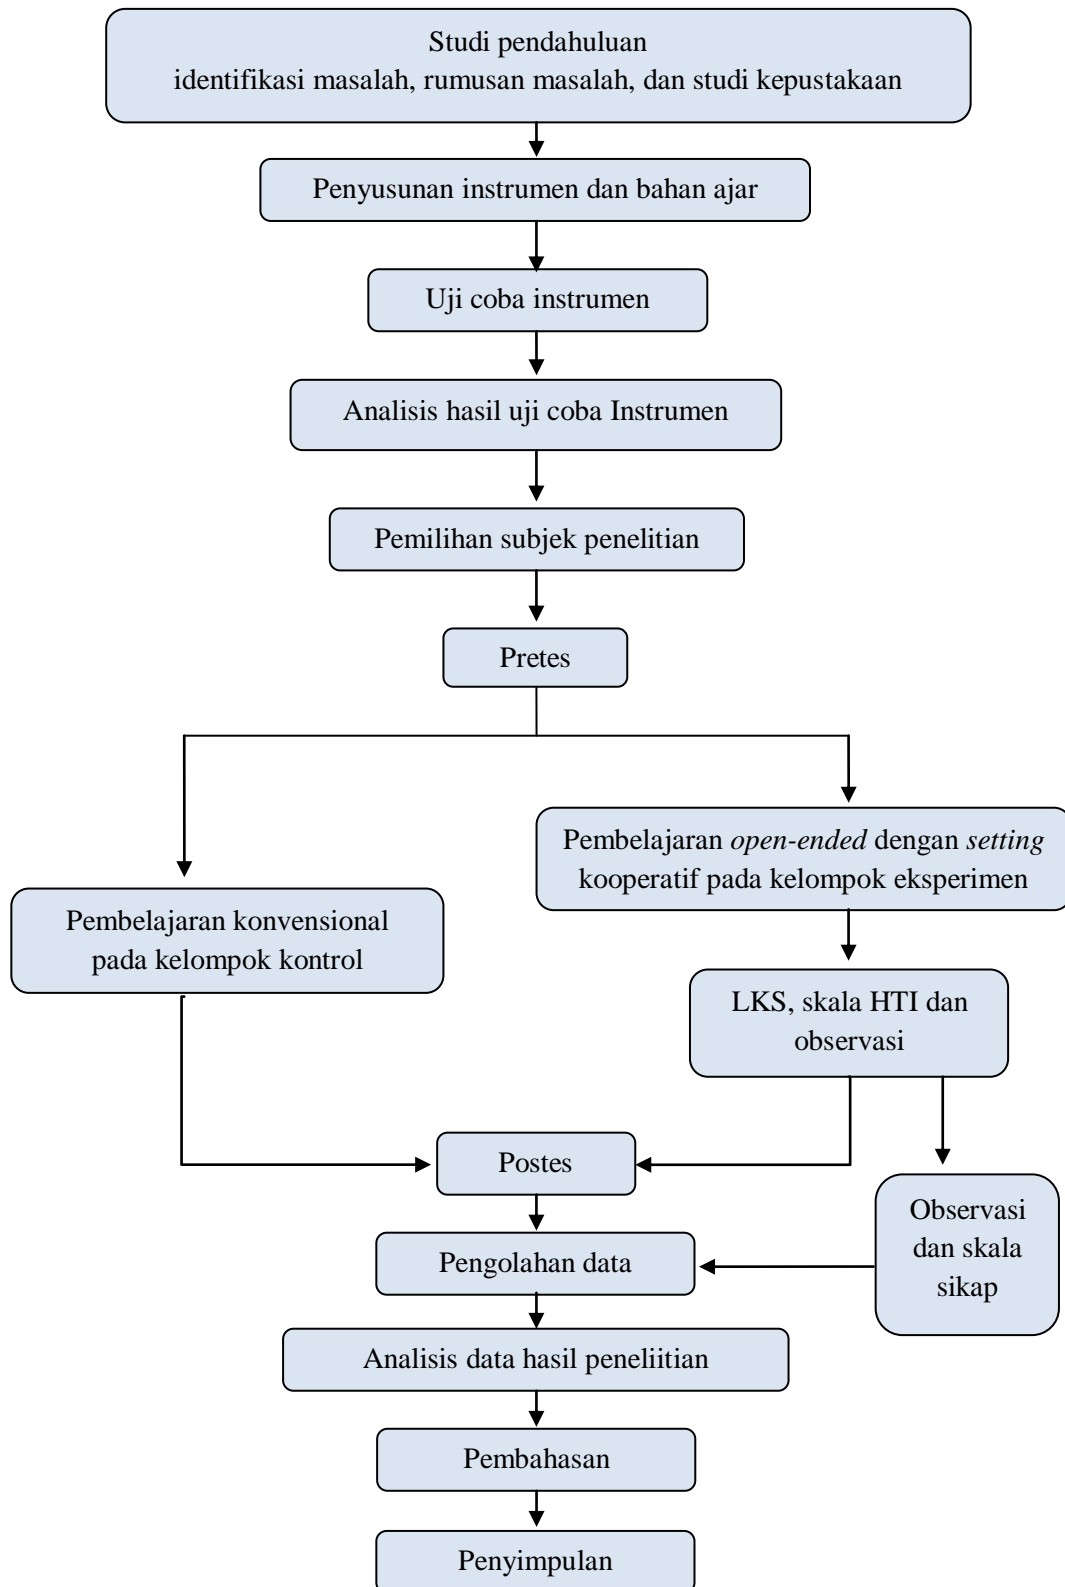 Studi pendahuluan
identifikasi masalah, rumusan masalah, dan studi kepustakaan
Penyusunan instrumen dan bahan ajar
Uji coba instrumen
Analisis hasil uji coba Instrumen
Pemilihan subjek penelitian
Pretes
Pembelajaran open-ended dengan setting
kooperatif pada kelompok eksperimen
Pembelajaran konvensional
pada kelompok kontrol
LKS, skala HTI dan
observasi
Postes
Observasi
dan skala
sikap
Pengolahan data
Analisis data hasil peneliitian
Pembahasan
Penyimpulan